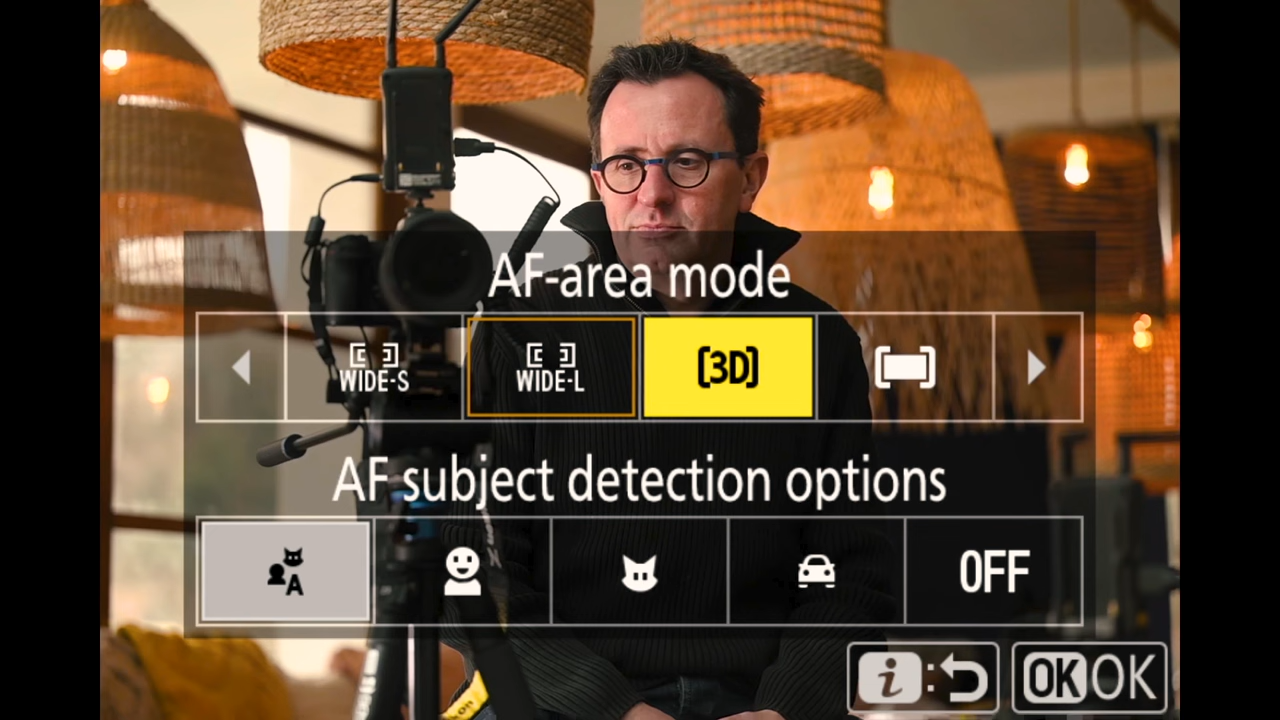 AF-area mode
WIDE-S WIDE-L [3D]
AF subject detection options
A OFF
i : OK OK